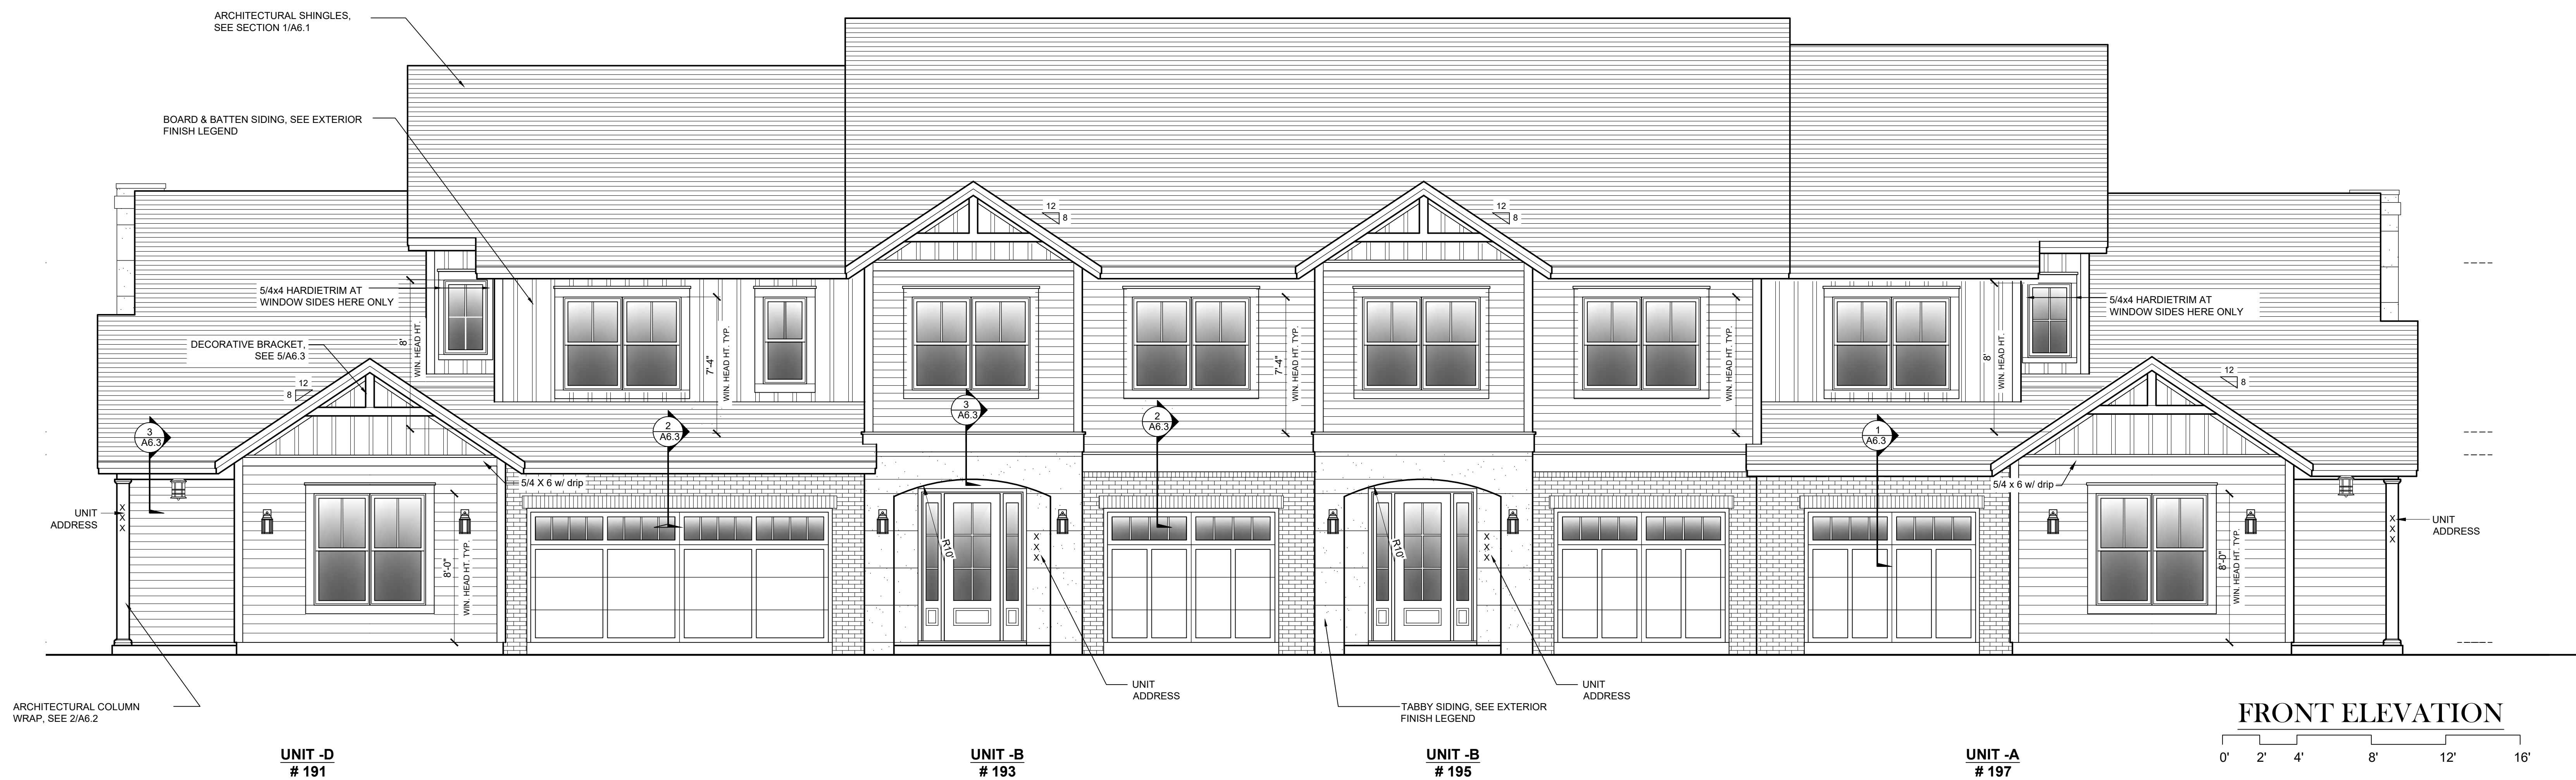 ARCHITECTURAL SHINGLES,
SEE SECTION 1/A6.1
BOARD & BATTEN SIDING, SEE EXTERIOR
FINISH LEGEND
12
8
12
8
5/4x4 HARDIETRIM AT
WINDOW SIDES HERE ONLY
5/4x4 HARDIETRIM AT
WINDOW SIDES HERE ONLY
DECORATIVE BRACKET,
SEE 5/A6.3
8'
WIN. HEAD HT.
7'-4"
WIN. HEAD HT. TYP.
7'-4"
WIN. HEAD HT. TYP.
WIN. HEAD HT. TYP.
8'
WIN. HEAD HT.
12
8
12
8
3
A6.3
2
A6.3
3
A6.3
2
A6.3
1
A6.3
5/4 X 6 w/ drip
5/4 x 6 w/ drip
UNIT
ADDRESS
X
X
X
8'-0"
WIN. HEAD HT. TYP.
R10'
X
X
X
R10'
X
X
X
8'-0"
WIN. HEAD HT. TYP.
X
X
X
UNIT
ADDRESS
UNIT
ADDRESS
UNIT
ADDRESS
ARCHITECTURAL COLUMN
WRAP, SEE 2/A6.2
TABBY SIDING, SEE EXTERIOR
FINISH LEGEND
FRONT ELEVATION
0' 2' 4' 8' 12' 16'
UNIT -D
# 191
UNIT -B
# 193
UNIT -B
# 195
UNIT -A
# 197